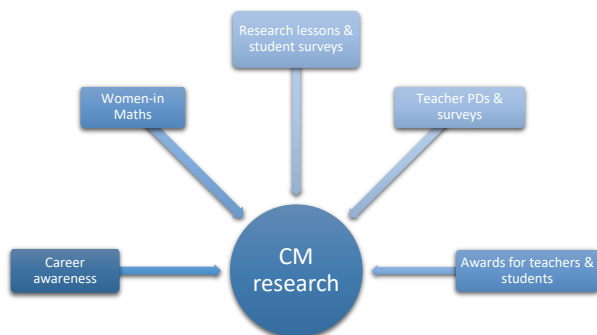 Research lessons &
student surveys
Women-in
Maths
Teacher PDs &
surveys
CM
research
Career
awareness
Awards for teachers &
students